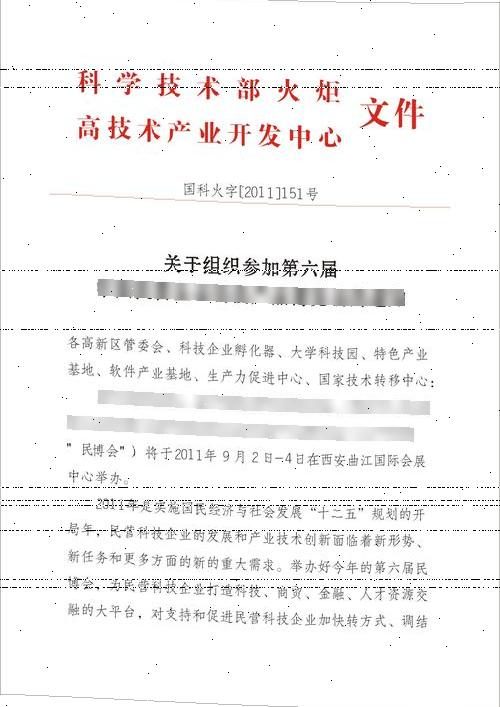 科学技术部火炬
高技术产业开发中心
文件
国科火字[2011]151号
关于组织参加第六届
各高新区管委会、科技企业孵化器、大学科技园、特色产业
基地、软件产业基地、生产力促进中心、国家技术转移中心:
"民博会")将于2011年9月2日-4日在西安曲江国际会展
中心举办。
2011年是实施国民经济与社会发展“十二五”规划的开
局年,民营科技企业的发展和产业技术创新面临着新形势、
新任务和更多方面的新的重大需求。举办好今年的第六届民
博会,为民营科技企业打造科技、商贸、金融、人才资源交
融的大平台,对支持和促进民营科技企业加快转方式、调结